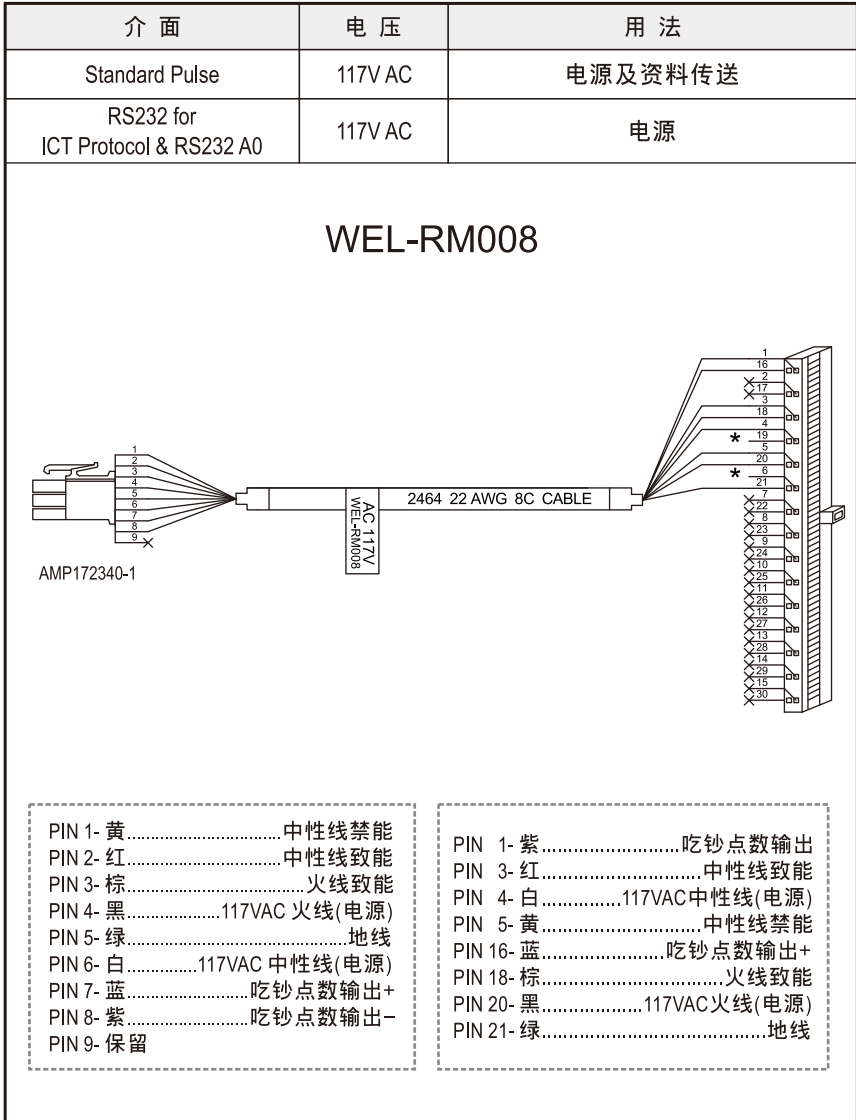 介面 电压 用法
Standard Pulse 117V AC 电源及资料传送
RS232 for
ICT Protocol & RS232 A0 117V AC 电源
WEL-RM008
1
16
2
17
3
18
4
* 19
5
20
* 6
21
7
22
8
23
9
24
10
25
11
26
12
27
13
28
14
29
15
30
1
2
3
4
5
6
7
8
9
AMP172340-1
AC 117V
WEL-RM008
2464 22 AWG 8C CABLE
PIN 1- 黄............................中性线禁能
PIN 2- 红............................中性线致能
PIN 3- 棕................................火线致能
PIN 4- 黑.................117VAC 火线(电源)
PIN 5- 绿........................................地线
PIN 6- 白.............117VAC 中性线(电源)
PIN 7- 蓝......................吃钞点数输出+
PIN 8- 紫......................吃钞点数输出−
PIN 9- 保留
PIN 1- 紫.........................吃钞点数输出
PIN 3- 红.............................中性线致能
PIN 4- 白..............117VAC中性线(电源)
PIN 5- 黄.............................中性线禁能
PIN 16- 蓝......................吃钞点数输出+
PIN 18- 棕.................................火线致能
PIN 20- 黑..................117VAC火线(电源)
PIN 21- 绿.........................................地线